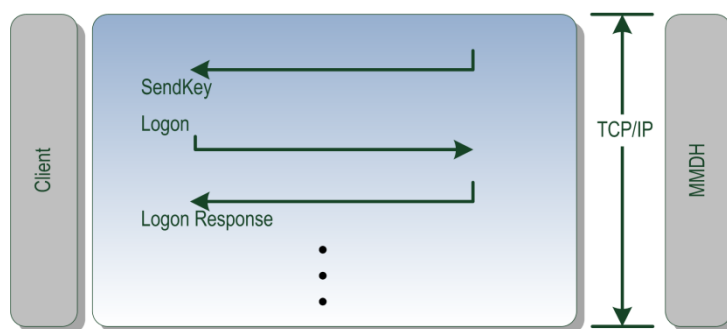 Client
SendKey
Logon
Logon Response
TCP/IP
MMDH